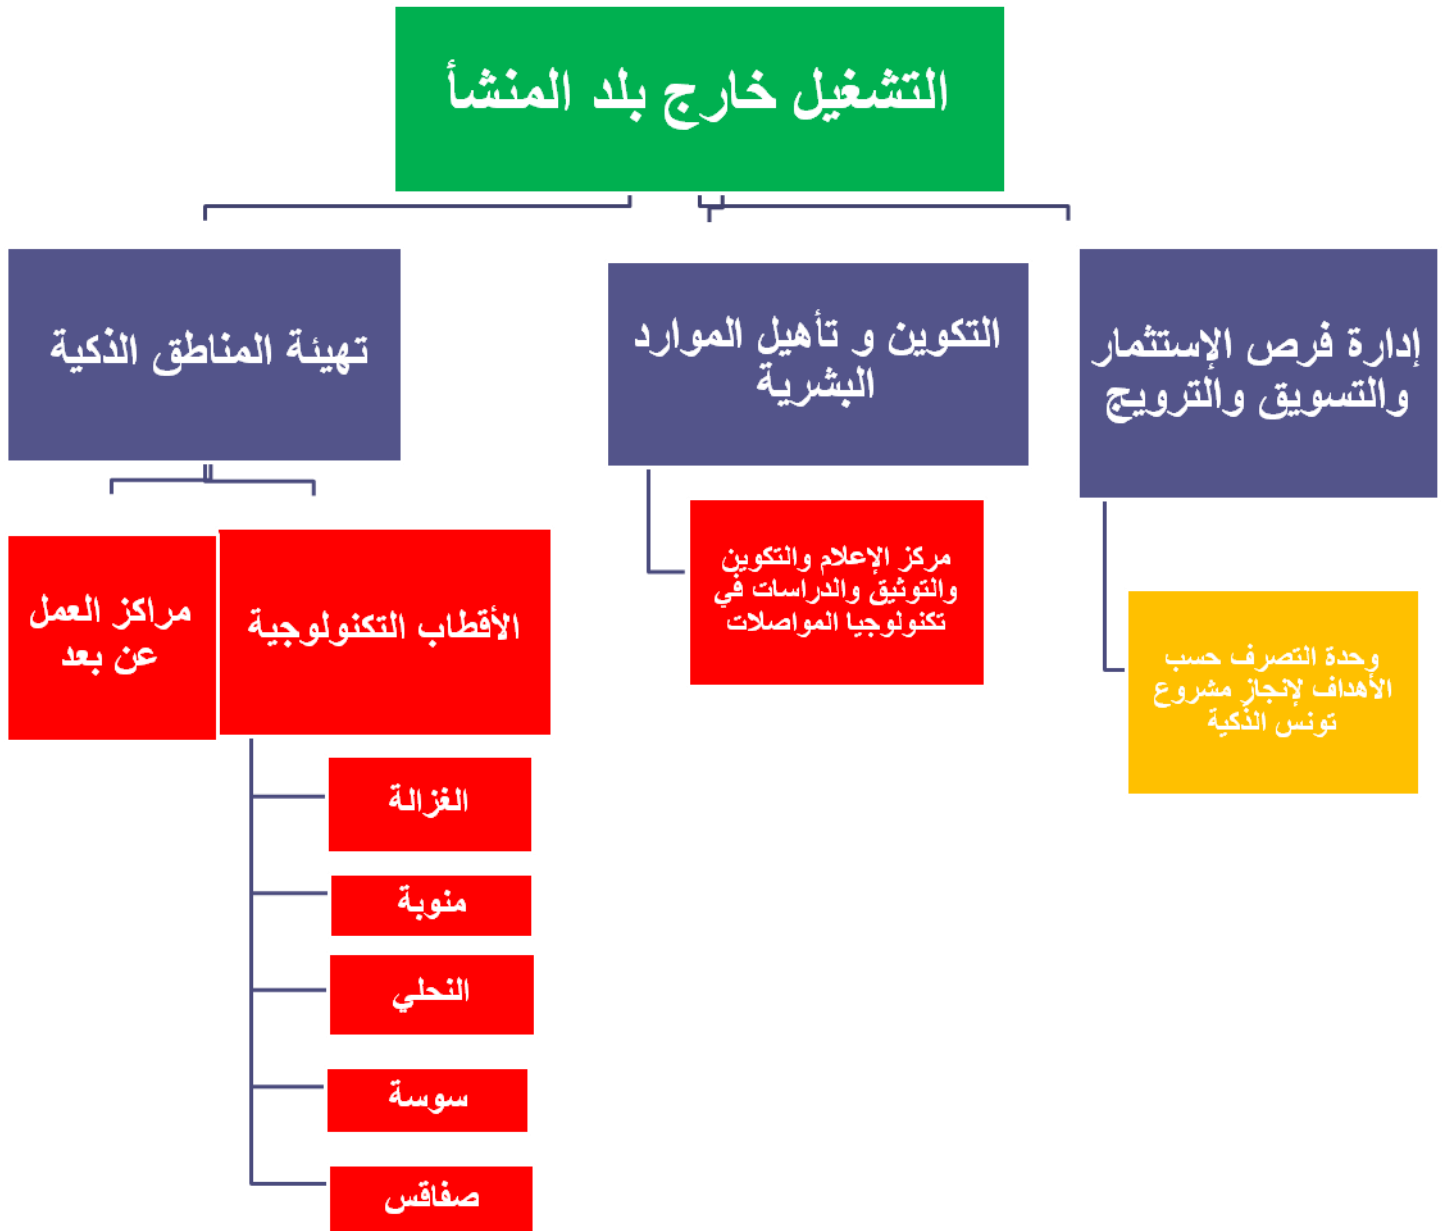 التشغيل خارج بلد المنشأ
إدارة فرص الإستثمار
والتسويق والترويج
وحدة التصرف حسب
الأهداف لإنجاز مشروع
تونس الذكية
التكوين و تأهيل الموارد
البشرية
مركز الإعلام والتكوين
والتوثيق والدراسات في
تكنولوجيا المواصلات
تهيئة المناطق الذكية
الأقطاب التكنولوجية
الغزالة
منوبة
النحلي
سوسة
صفاقس
مراكز العمل
عن بعد